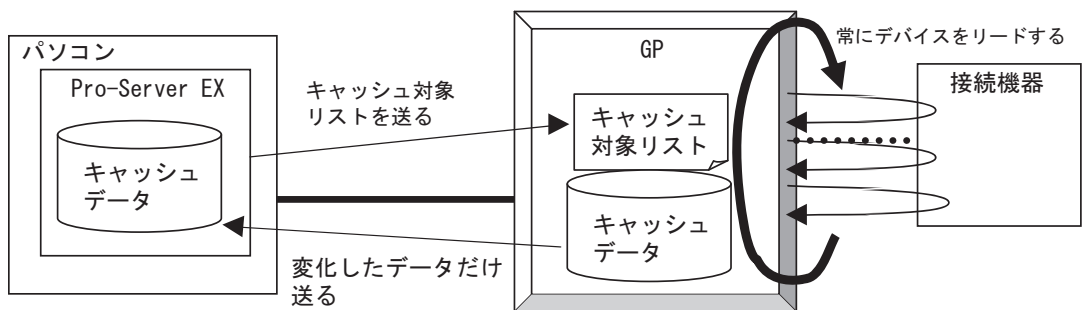 パソコン
Pro-Server EX
キャッシュ
データ
キャッシュ対象
リストを送る
変化したデータだけ
送る
GP
キャッシュ
対象リスト
キャッシュ
データ
常にデバイスをリードする
接続機器